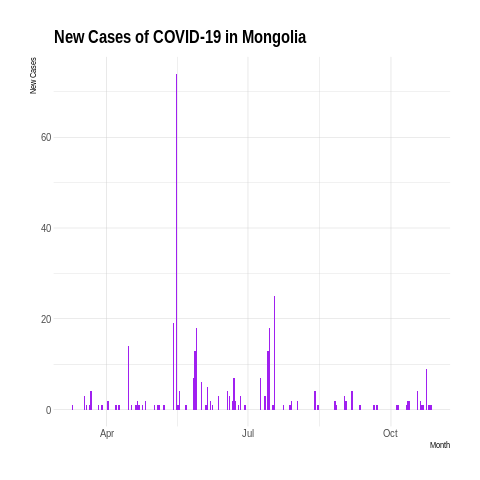 New Cases of COVID-19 in Mongolia
New Cases
60
40
20
0
Apr
Jul
Oct
Month